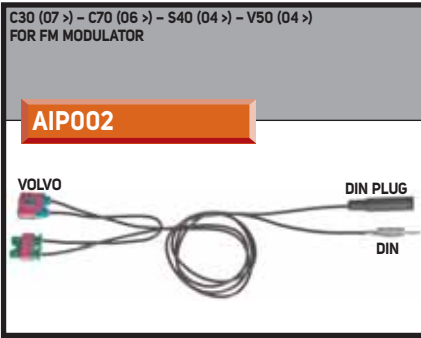 C30 (07 >) – C70 (06 >) – S40 (04 >) – V50 (04 >)
FOR FM MODULATOR
AIP002
VOLVO
DIN PLUG
DIN